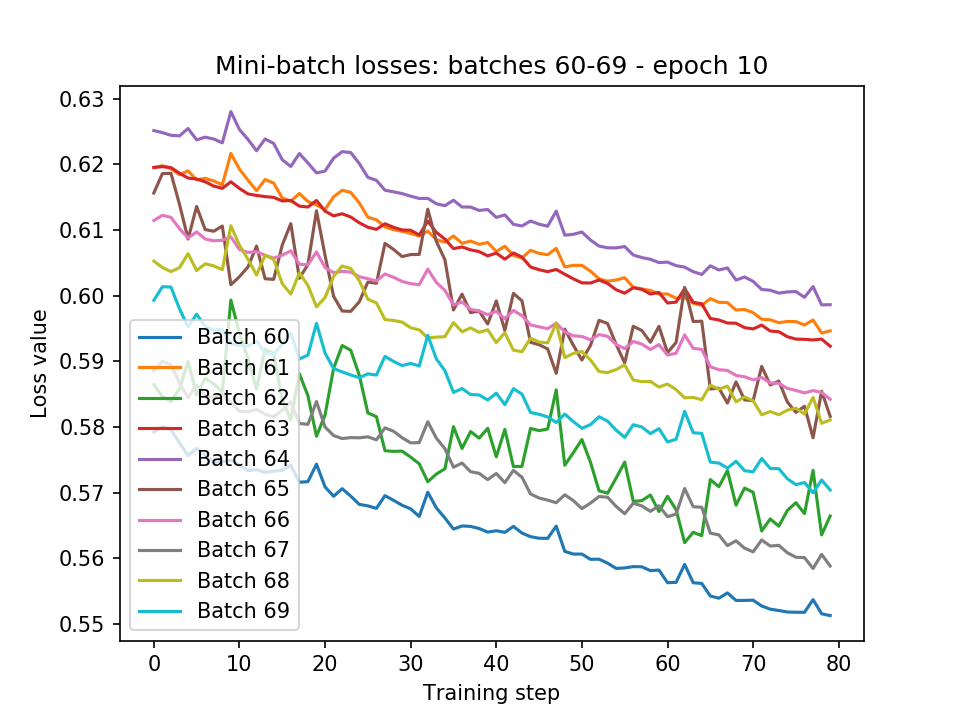 Mini-batch losses: batches 60-69 - epoch 10
0.63
0.62
0.61
0.60
0.59
0.58
0.57
0.56
0.55
Loss value
Batch 60
Batch 61
Batch 62
Batch 63
Batch 64
Batch 65
Batch 66
Batch 67
Batch 68
Batch 69
0 10 20 30 40 50 60 70 80
Training step